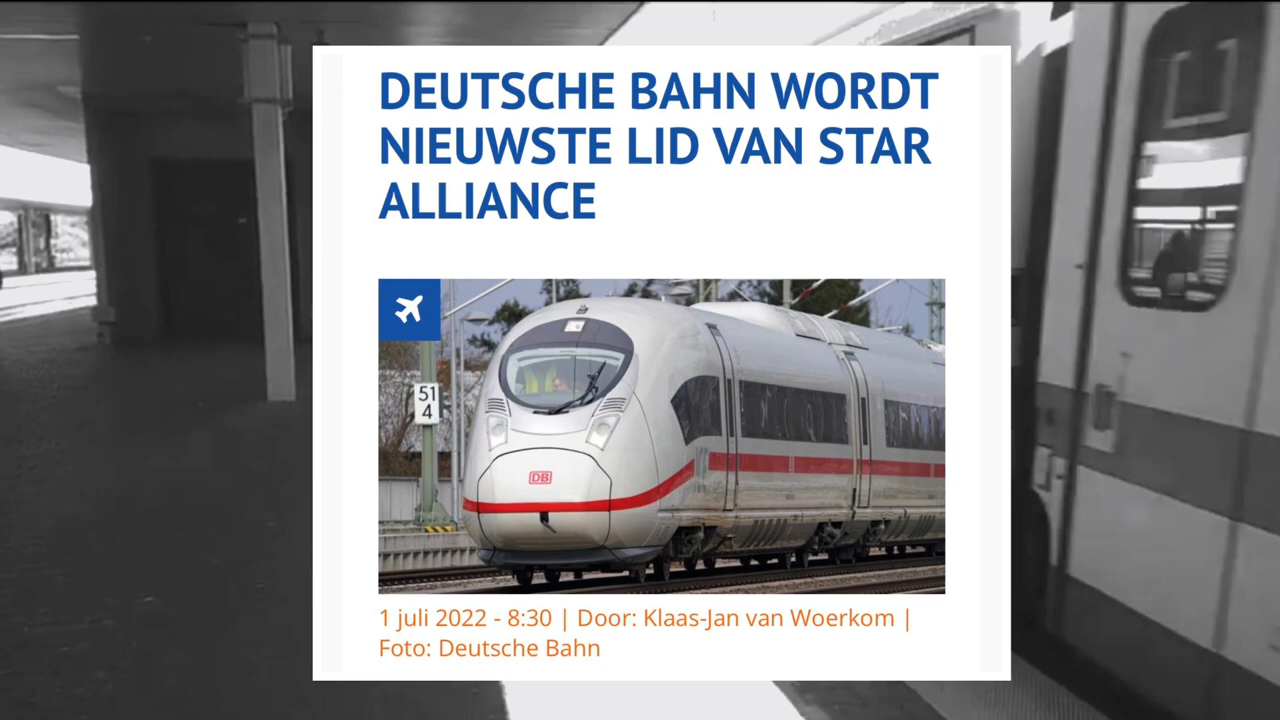 DEUTSCHE BAHN WORDT
NIEUWSTE LID VAN STAR
ALLIANCE
51
4
DB
1 juli 2022 - 8:30 | Door: Klaas-Jan van Woerkom |
Foto: Deutsche Bahn